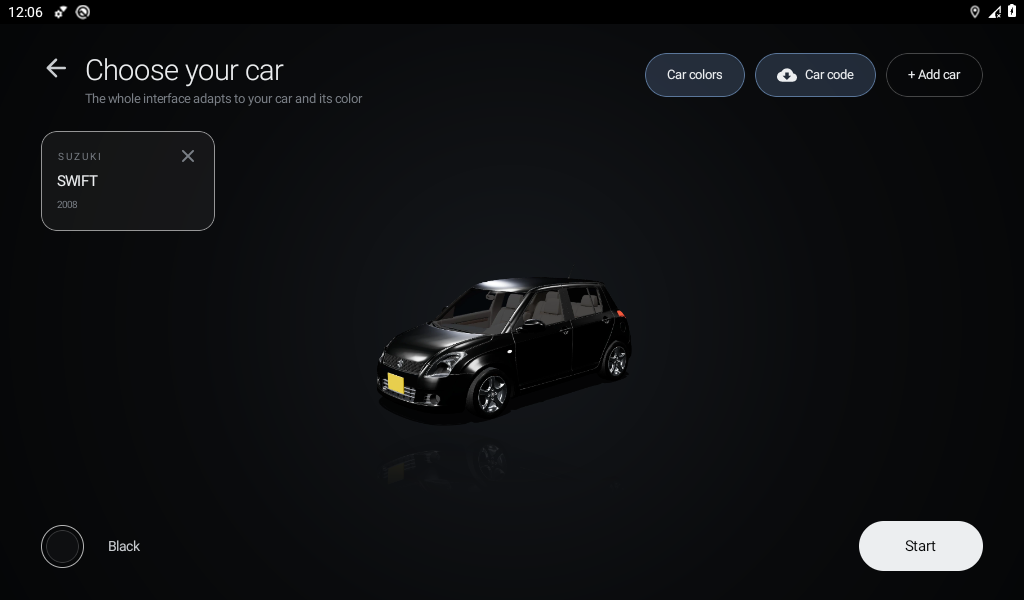 12:06
Choose your car
The whole interface adapts to your car and its color
Car colors
Car code
+ Add car
SUZUKI
SWIFT
2008
Black
Start